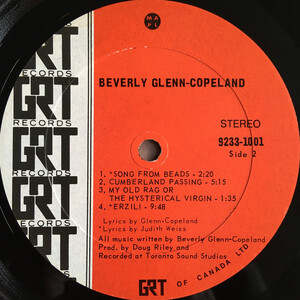 MAPL
BEVERLY GLENN-COPELAND
GRT
RECORDS
GRT
RECORDS
GRT
RECORDS
GRT
RECORDS
GRT
STEREO
9233-1001
Side 2
1. *SONG FROM BEADS - 2:20
2. CUMBERLAND PASSING - 5:15
3. MY OLD RAG OR
THE HYSTERICAL VIRGIN - 1:35
4. *ERZILI - 9:48
Lyrics by Glenn-Copeland
*Lyrics by Judith Weiss
All music written by Beverly Glenn-Copeland
Prod. by Doug Riley and
Recorded at Toronto Sound Studios
GRT OF CANADA LTD